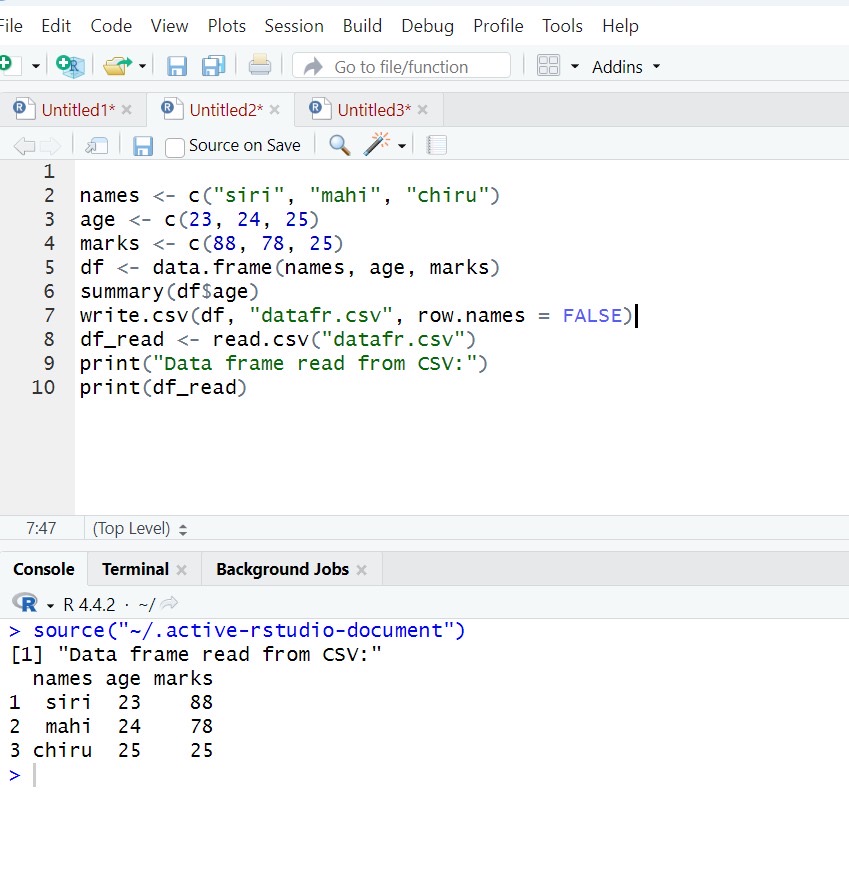 File Edit Code View Plots Session Build Debug Profile Tools Help
Go to file/function Addins
Untitled1* Untitled2* Untitled3*
Source on Save
1
2 names <- c("siri", "mahi", "chiru")
3 age <- c(23, 24, 25)
4 marks <- c(88, 78, 25)
5 df <- data.frame(names, age, marks)
6 summary(df$age)
7 write.csv(df, "datafr.csv", row.names = FALSE)
8 df_read <- read.csv("datafr.csv")
9 print("Data frame read from CSV:")
10 print(df_read)
7:47 (Top Level)
Console Terminal Background Jobs
R R 4.4.2 · ~/
> source("~/.active-rstudio-document")
[1] "Data frame read from CSV:"
  names age marks
1  siri  23    88
2  mahi  24    78
3 chiru  25    25
>